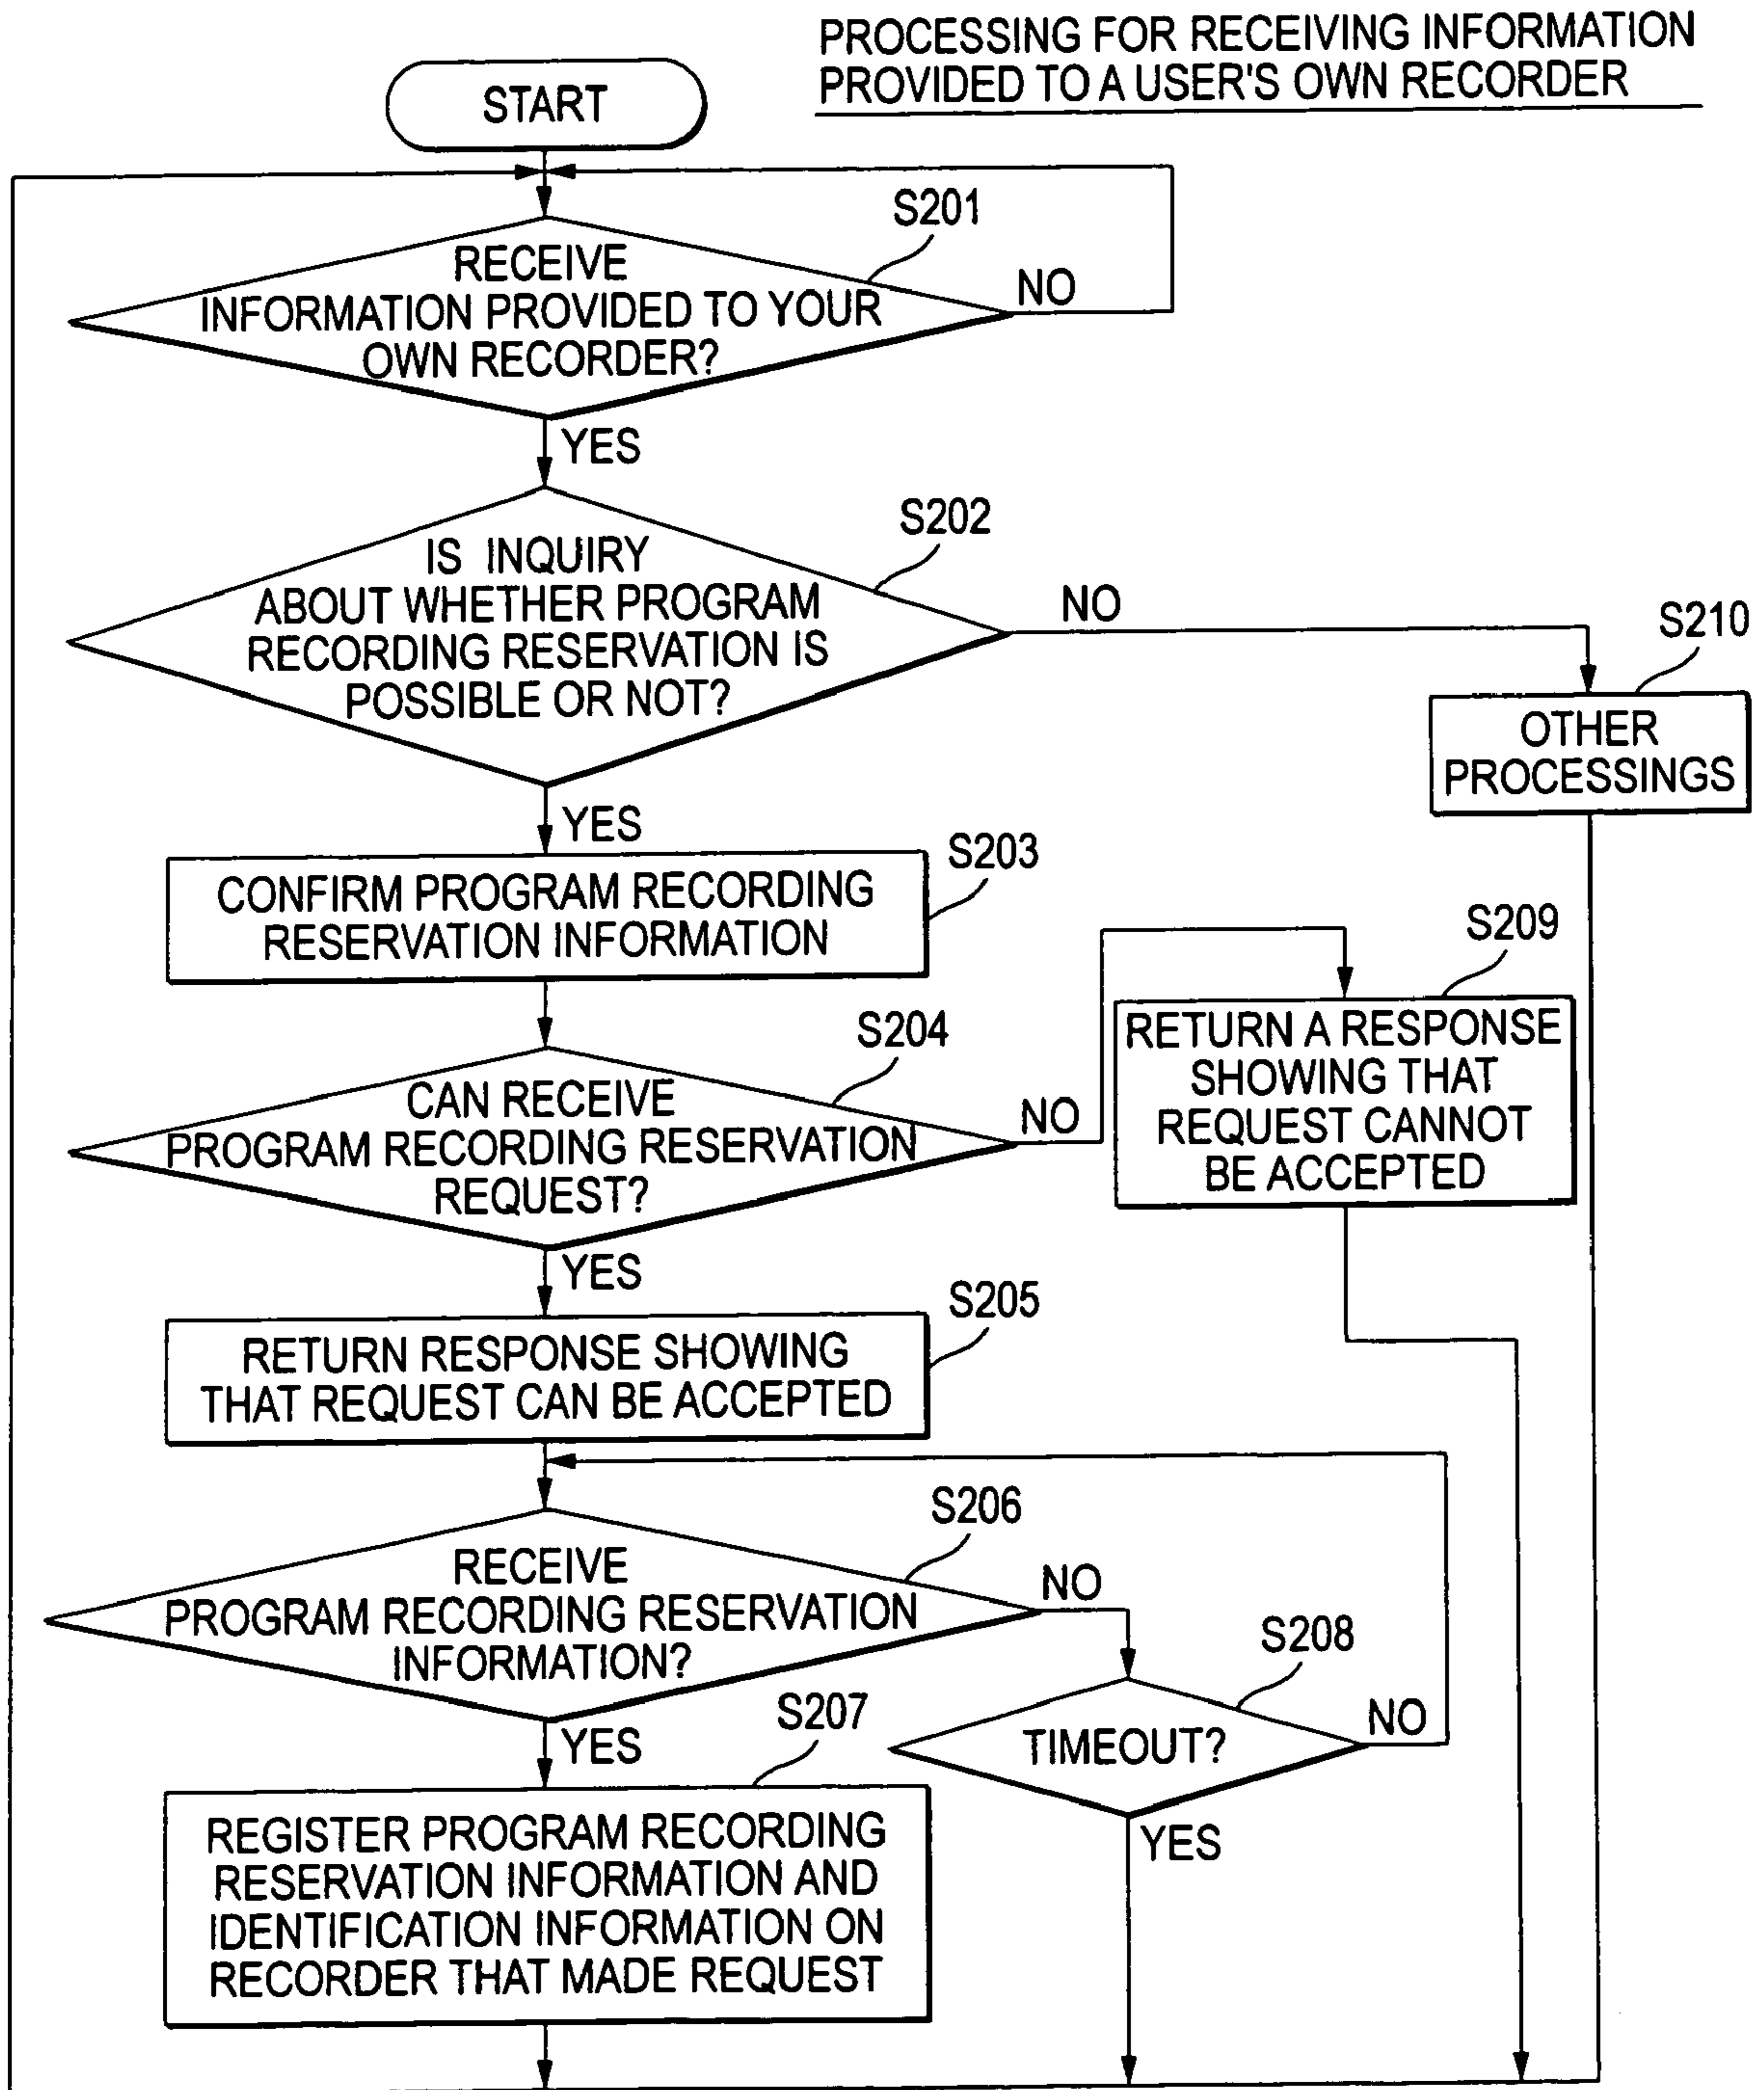 PROCESSING FOR RECEIVING INFORMATION
PROVIDED TO A USER'S OWN RECORDER
START
S201
RECEIVE
INFORMATION PROVIDED TO YOUR
OWN RECORDER?
NO
YES
S202
IS INQUIRY
ABOUT WHETHER PROGRAM
RECORDING RESERVATION IS
POSSIBLE OR NOT?
NO
S210
OTHER
PROCESSINGS
YES
S203
CONFIRM PROGRAM RECORDING
RESERVATION INFORMATION
S209
RETURN A RESPONSE
SHOWING THAT
REQUEST CANNOT
BE ACCEPTED
S204
CAN RECEIVE
PROGRAM RECORDING RESERVATION
REQUEST?
NO
YES
S205
RETURN RESPONSE SHOWING
THAT REQUEST CAN BE ACCEPTED
S206
RECEIVE
PROGRAM RECORDING RESERVATION
INFORMATION?
NO
S208
TIMEOUT?
NO
YES
YES
S207
REGISTER PROGRAM RECORDING
RESERVATION INFORMATION AND
IDENTIFICATION INFORMATION ON
RECORDER THAT MADE REQUEST